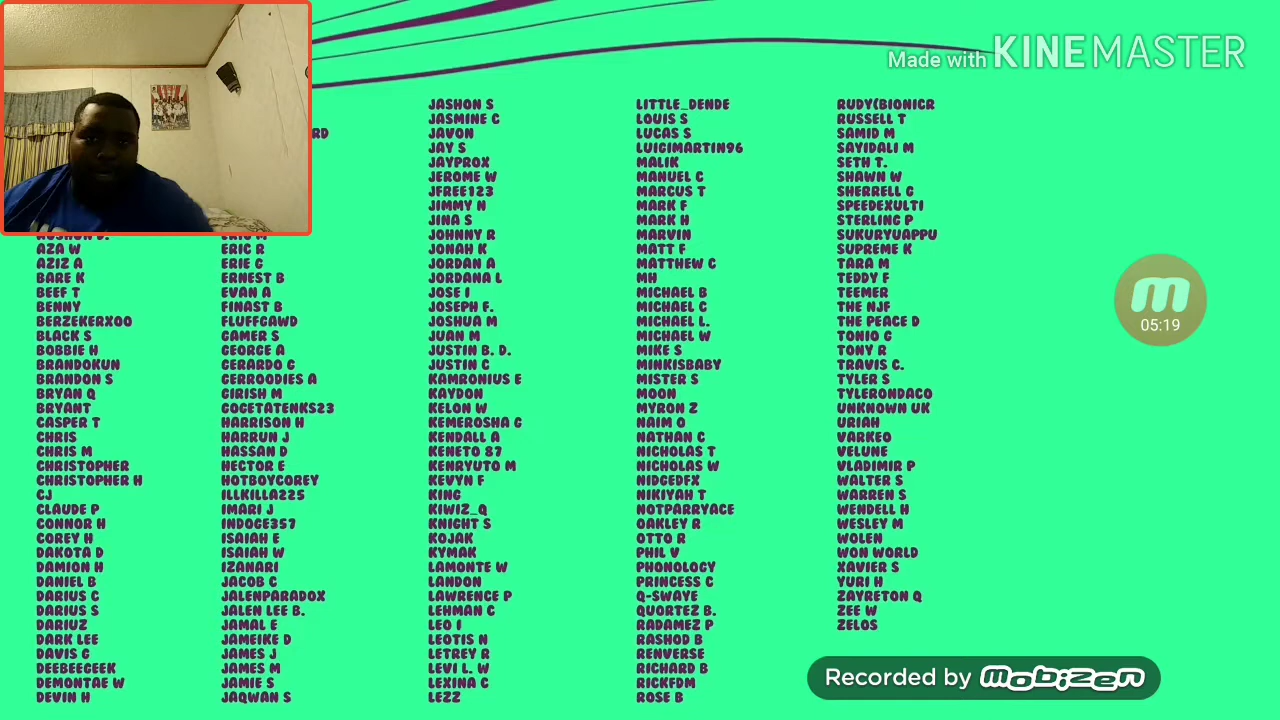 Made with KINEMASTER
RD
AZA W
AZIZ A
BARE K
BEEF T
BENNY
BERZEKERXOO
BLACK S
BOBBIE H
BRANDOKUN
BRANDON S
BRYAN Q
BRYANT
CASPER T
CHRIS
CHRIS M
CHRISTOPHER
CHRISTOPHER H
CJ
CLAUDE P
CONNOR H
COREY H
DAKOTA D
DAMION H
DANIEL B
DARIUS C
DARIUS S
DARIUZ
DARK LEE
DAVIS G
DEEBEEGEEK
DEMONTAE W
DEVIN H
ERIC R
ERIE G
ERNEST B
EVAN A
FINAST B
FLUFFGAWD
GAMER S
GEORGE A
GERARDO G
GERROODIES A
GIRISH M
GOGETATENKS23
HARRISON H
HARRUN J
HASSAN D
HECTOR E
HOTBOYCOREY
ILLKILLA225
IMARI J
INDOGE357
ISAIAH E
ISAIAH W
IZANARI
JACOB C
JALENPARADOX
JALEN LEE B.
JAMAL E
JAMEIKE D
JAMES J
JAMES M
JAMIE S
JAQWAN S
JASHON S
JASMINE C
JAVON
JAY S
JAYPROX
JEROME W
JFREE123
JIMMY N
JINA S
JOHNNY R
JONAH K
JORDAN A
JORDANA L
JOSE I
JOSEPH F.
JOSHUA M
JUAN M
JUSTIN B. D.
JUSTIN C
KAMRONIUS E
KAYDON
KELON W
KEMEROSHA G
KENDALL A
KENETO 87
KENRYUTO M
KEVYN F
KING
KIWIZ_Q
KNIGHT S
KOJAK
KYMAK
LAMONTE W
LANDON
LAWRENCE P
LEHMAN C
LEO I
LEOTIS N
LETREY R
LEVI L. W
LEXINA C
LEZZ
LITTLE_DENDE
LOUIS S
LUCAS S
LUIGIMARTIN96
MALIK
MANUEL C
MARCUS T
MARK F
MARK H
MARVIN
MATT F
MATTHEW C
MH
MICHAEL B
MICHAEL C
MICHAEL L.
MICHAEL W
MIKE S
MINKISBABY
MISTER S
MOON
MYRON Z
NAIM O
NATHAN C
NICHOLAS T
NICHOLAS W
NIDGEDFX
NIKIYAH T
NOTPARRYACE
OAKLEY R
OTTO R
PHIL V
PHONOLOGY
PRINCESS C
Q-SWAYE
QUORTEZ B.
RADAMEZ P
RASHOD B
RENVERSE
RICHARD B
RICKFDM
ROSE B
RUDY(BIONICR
RUSSELL T
SAMID M
SAYIDALI M
SETH T.
SHAWN W
SHERRELL G
SPEEDEXULTI
STERLING P
SUKURYUAPPU
SUPREME K
TARA M
TEDDY F
TEEMER
THE NJF
THE PEACE D
TONIO G
TONY R
TRAVIS C.
TYLER S
TYLERONDACO
UNKNOWN UK
URIAH
VARKEO
VELUNE
VLADIMIR P
WALTER S
WARREN S
WENDELL H
WESLEY M
WOLEN
WON WORLD
XAVIER S
YURI H
ZAYRETON Q
ZEE W
ZELOS
m
05:19
Recorded by mobizen